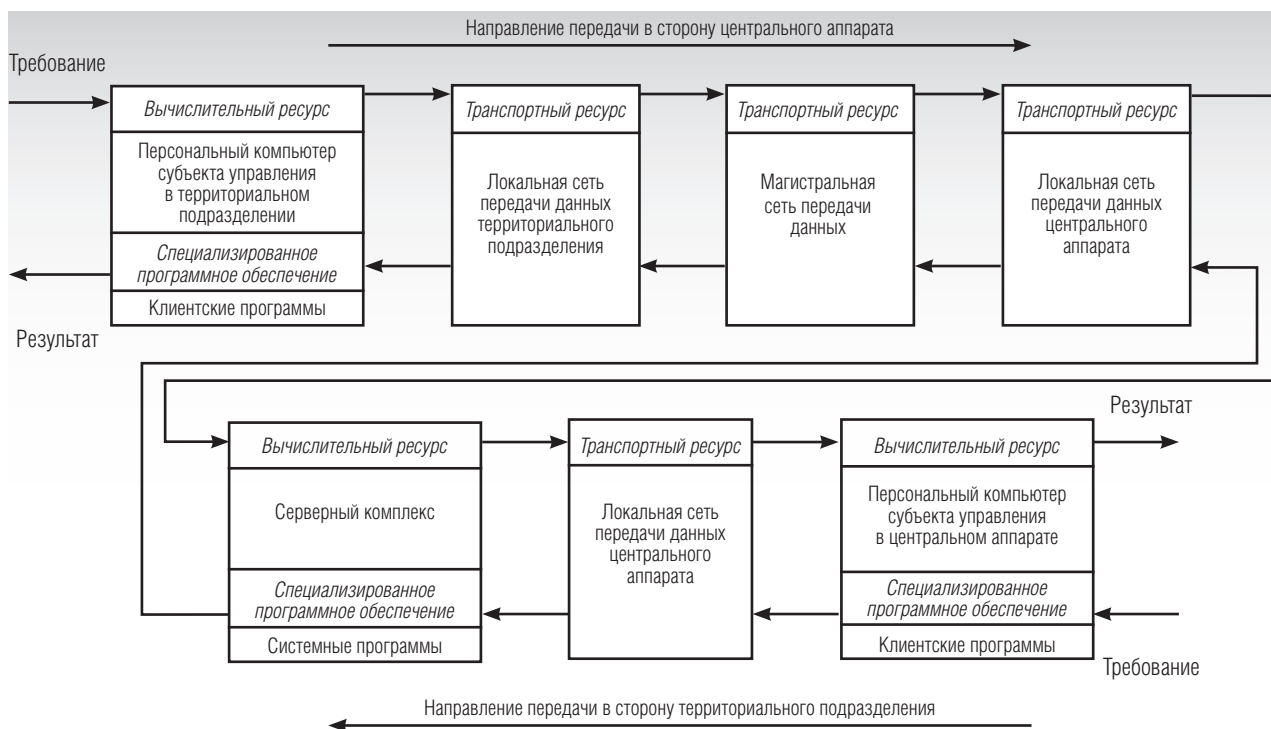 Направление передачи в сторону центрального аппарата
Требование
Вычислительный ресурс
Персональный компьютер
субъекта управления
в территориальном
подразделении
Специализированное
программное обеспечение
Клиентские программы
Транспортный ресурс
Локальная сеть
передачи данных
территориального
подразделения
Транспортный ресурс
Магистральная
сеть передачи
данных
Транспортный ресурс
Локальная сеть
передачи данных
центрального
аппарата
Результат
Результат
Вычислительный ресурс
Серверный комплекс
Специализированное
программное обеспечение
Системные программы
Транспортный ресурс
Локальная сеть
передачи данных
центрального
аппарата
Вычислительный ресурс
Персональный компьютер
субъекта управления
в центральном аппарате
Специализированное
программное обеспечение
Клиентские программы
Требование
Направление передачи в сторону территориального подразделения